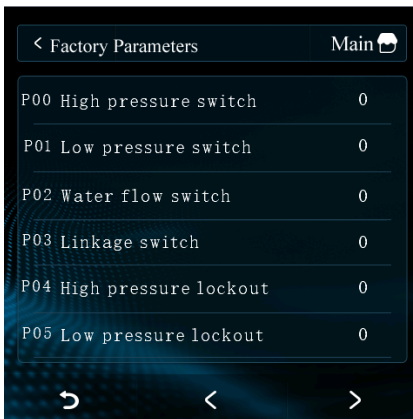 < Factory Parameters Main
P00 High pressure switch 0
P01 Low pressure switch 0
P02 Water flow switch 0
P03 Linkage switch 0
P04 High pressure lockout 0
P05 Low pressure lockout 0
< >